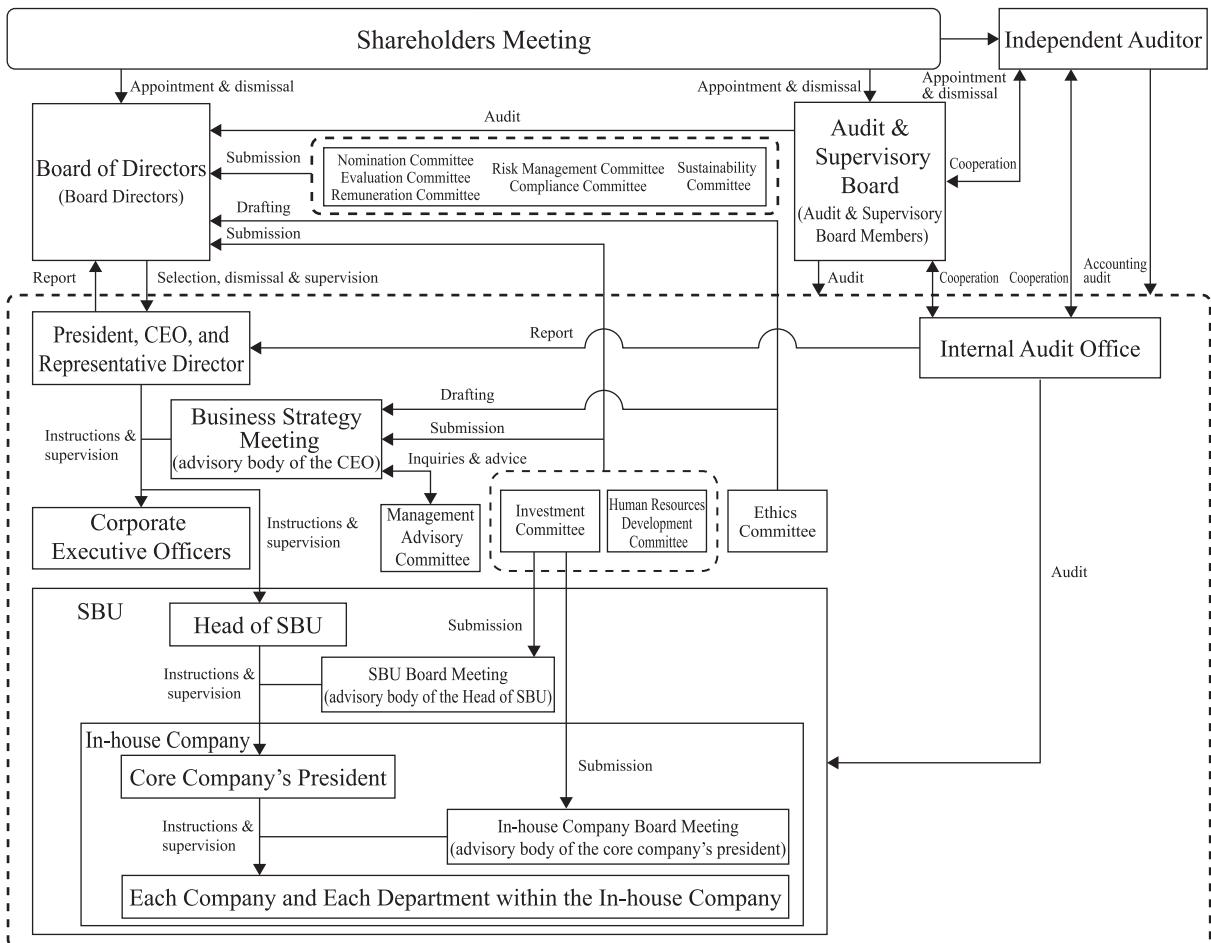 Shareholders Meeting
Independent Auditor
Appointment & dismissal
Appointment & dismissal
Appointment
& dismissal
Board of Directors
(Board Directors)
Audit
Submission
Nomination Committee
Evaluation Committee
Remuneration Committee
Risk Management Committee
Compliance Committee
Sustainability
Committee
Drafting
Submission
Audit &
Supervisory
Board
(Audit & Supervisory
Board Members)
Cooperation
Report
Selection, dismissal & supervision
Audit
Cooperation
Cooperation
Accounting
audit
President, CEO, and
Representative Director
Report
Internal Audit Office
Instructions &
supervision
Business Strategy
Meeting
(advisory body of the CEO)
Drafting
Submission
Inquiries & advice
Corporate
Executive Officers
Instructions &
supervision
Management
Advisory
Committee
Investment
Committee
Human Resources
Development
Committee
Ethics
Committee
Audit
SBU
Head of SBU
Submission
Instructions &
supervision
SBU Board Meeting
(advisory body of the Head of SBU)
In-house Company
Core Company’s President
Submission
Instructions &
supervision
In-house Company Board Meeting
(advisory body of the core company’s president)
Each Company and Each Department within the In-house Company